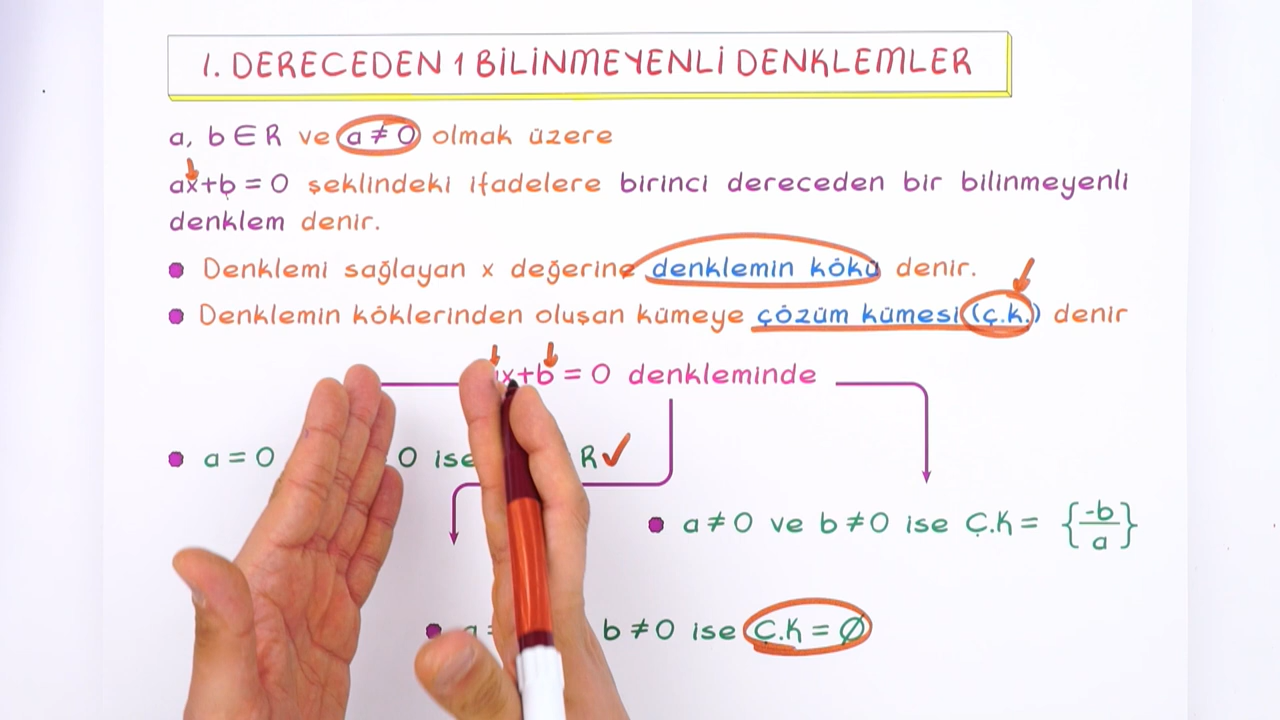 1. DERECEDEN 1 BİLİNMEYENLİ DENKLEMLER
a, b ∈ R ve a ≠ 0 olmak üzere
ax+b = 0 şeklindeki ifadelere birinci dereceden bir bilinmeyenli
denklem denir.
Denklemi sağlayan x değerine denklemin kökü denir.
Denklemin köklerinden oluşan kümeye çözüm kümesi (ç.k.) denir
x+b = 0 denkleminde
a = 0 0 ise R
a ≠ 0 ve b ≠ 0 ise Ç.K = {-b/a}
b ≠ 0 ise Ç.K = Ø